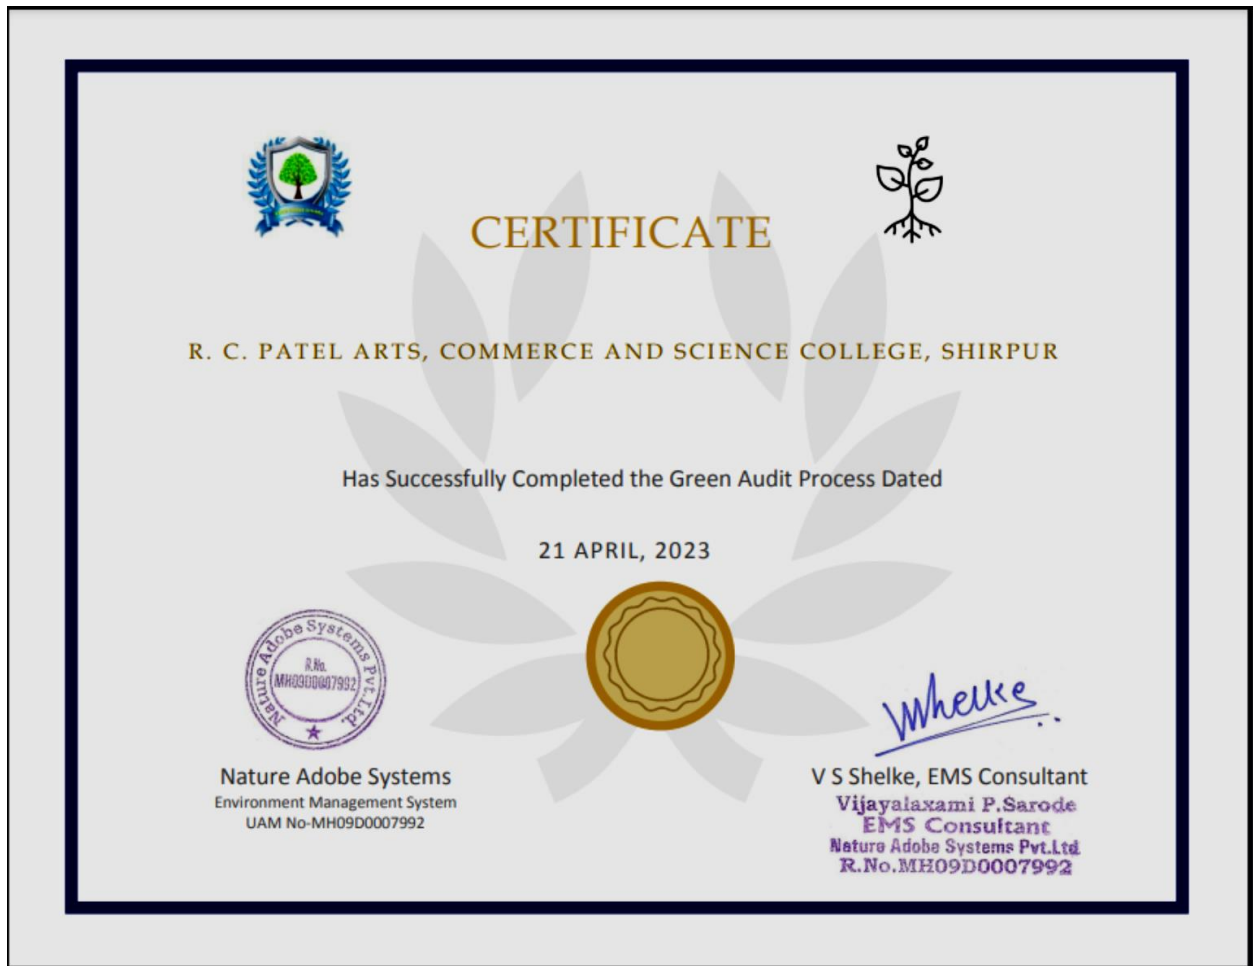 CERTIFICATE
R. C. PATEL ARTS, COMMERCE AND SCIENCE COLLEGE, SHIRPUR
Has Successfully Completed the Green Audit Process Dated
21 APRIL, 2023
Nature Adobe Systems Pvt.Ltd.
R.No.
MH09D0007992
Nature Adobe Systems
Environment Management System
UAM No-MH09D0007992
Shelke
V S Shelke, EMS Consultant
Vijayalaxami P.Sarode
EMS Consultant
Nature Adobe Systems Pvt.Ltd
R.No.MH09D0007992